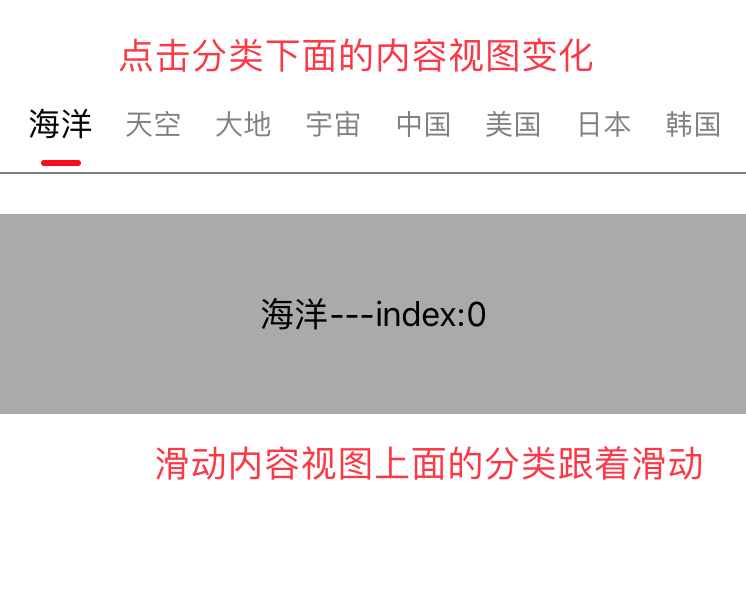 点击分类下面的内容视图变化
海洋 天空 大地 宇宙 中国 美国 日本 韩国
海洋---index:0
滑动内容视图上面的分类跟着滑动